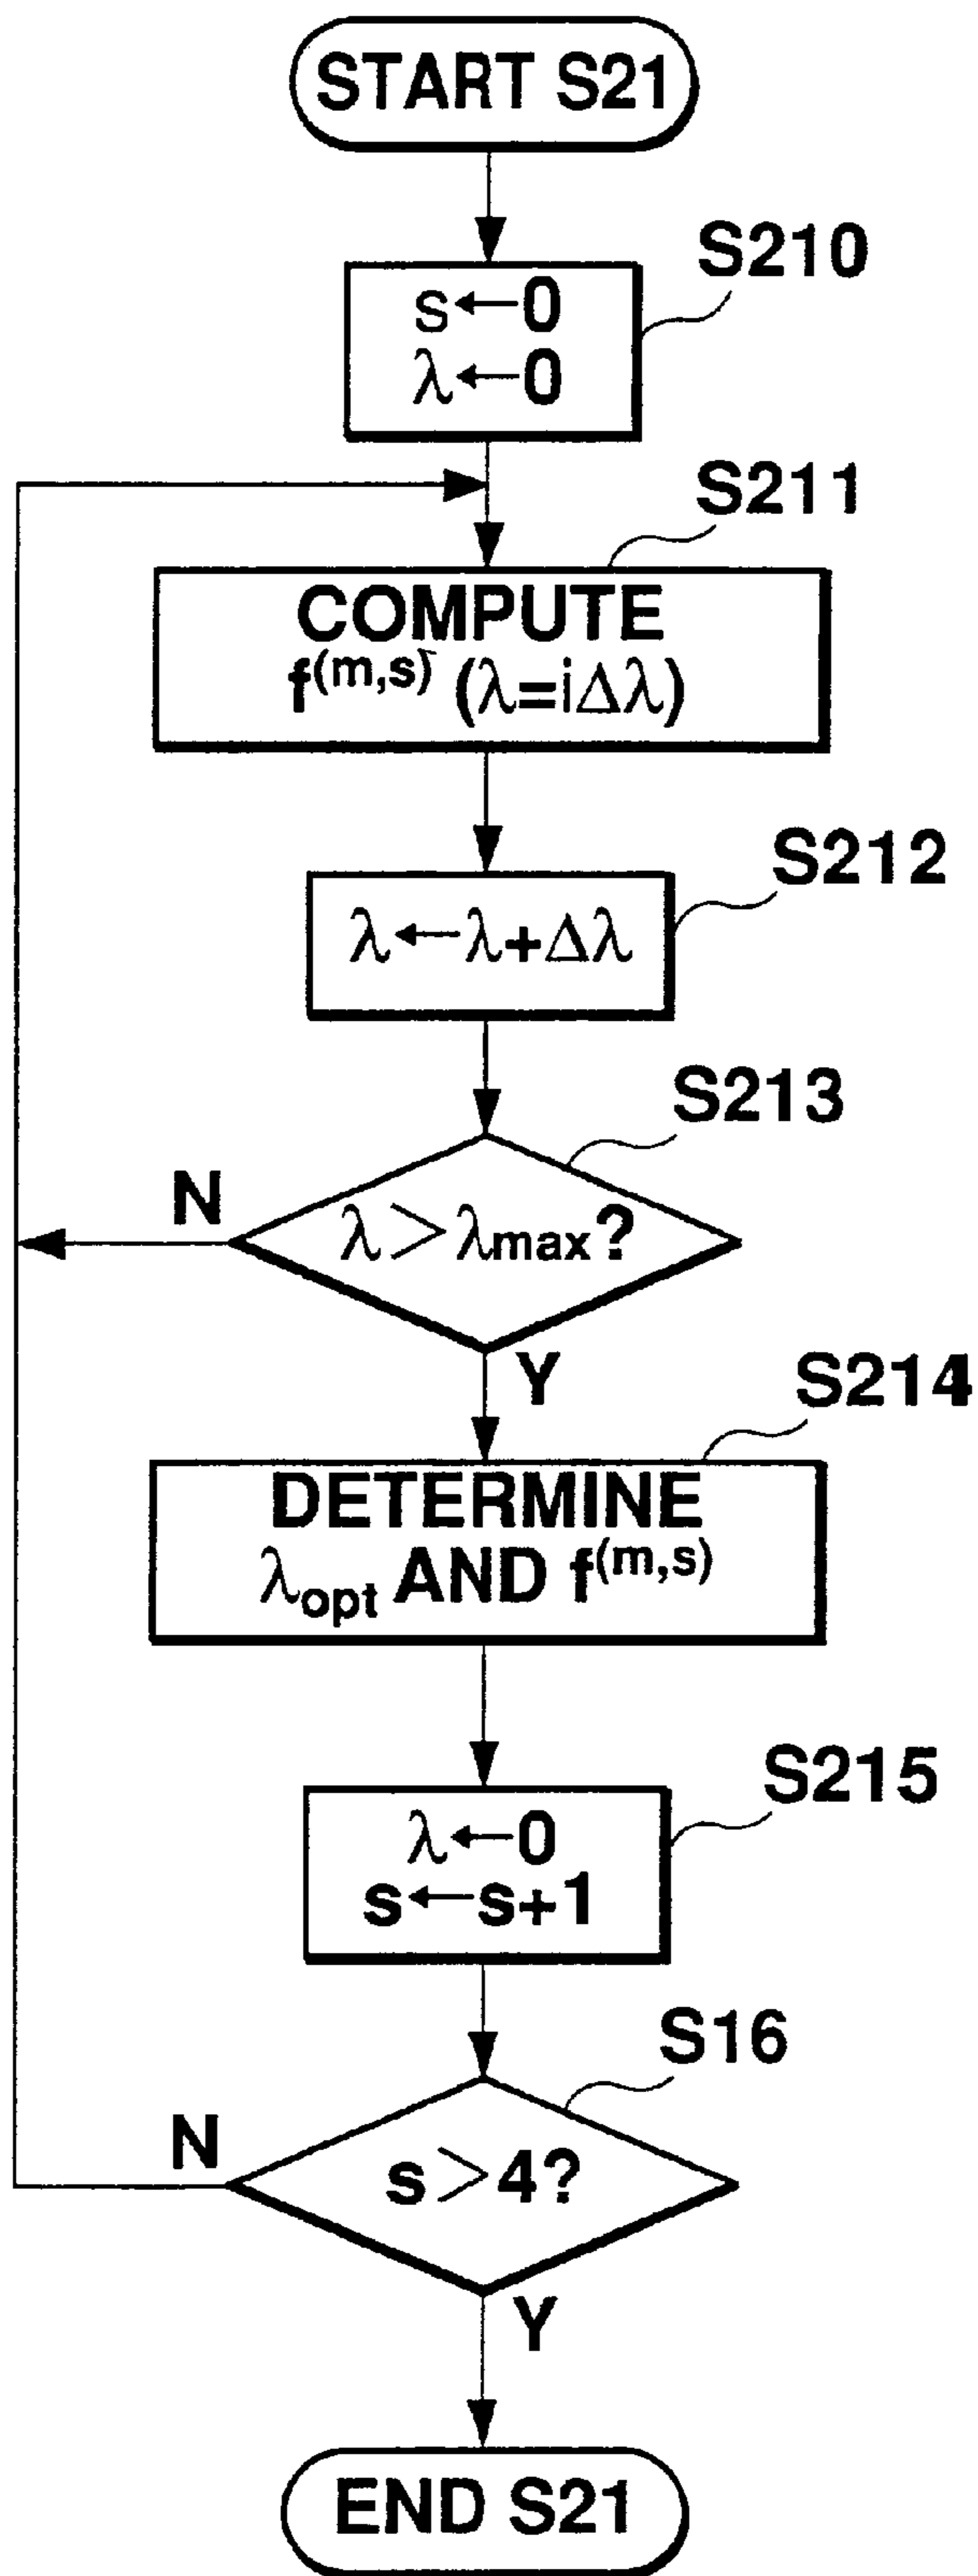 START S21
S210
s←0
λ←0
S211
COMPUTE
f(m,s) (λ=iΔλ)
S212
λ←λ+Δλ
S213
N
λ>λmax?
Y
S214
DETERMINE
λopt AND f(m,s)
S215
λ←0
s←s+1
S16
N
s>4?
Y
END S21